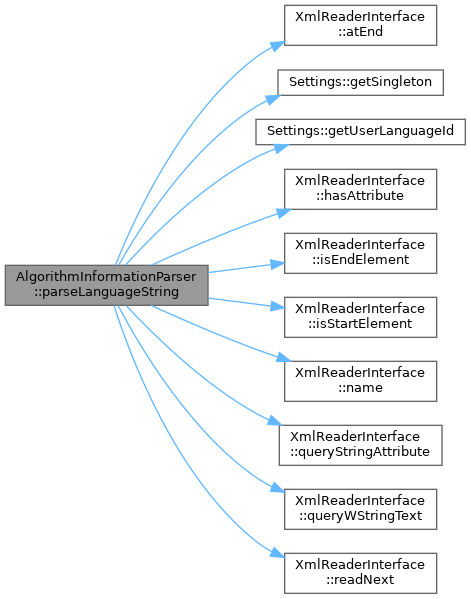 XmlReaderInterface
::atEnd
Settings::getSingleton
Settings::getUserLanguageId
XmlReaderInterface
::hasAttribute
AlgorithmInformationParser
::parseLanguageString
XmlReaderInterface
::isEndElement
XmlReaderInterface
::isStartElement
XmlReaderInterface
::name
XmlReaderInterface
::queryStringAttribute
XmlReaderInterface
::queryWStringText
XmlReaderInterface
::readNext